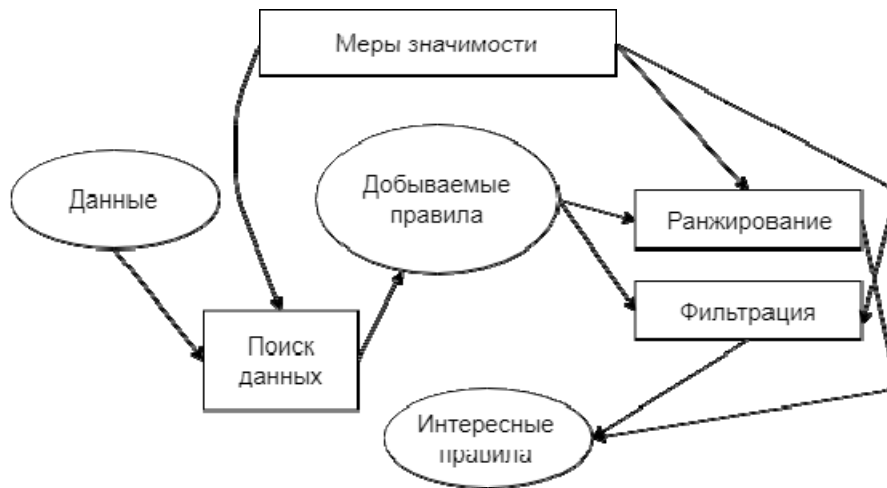 Меры значимости
Данные
Добываемые
правила
Ранжирование
Фильтрация
Поиск
данных
Интересные
правила